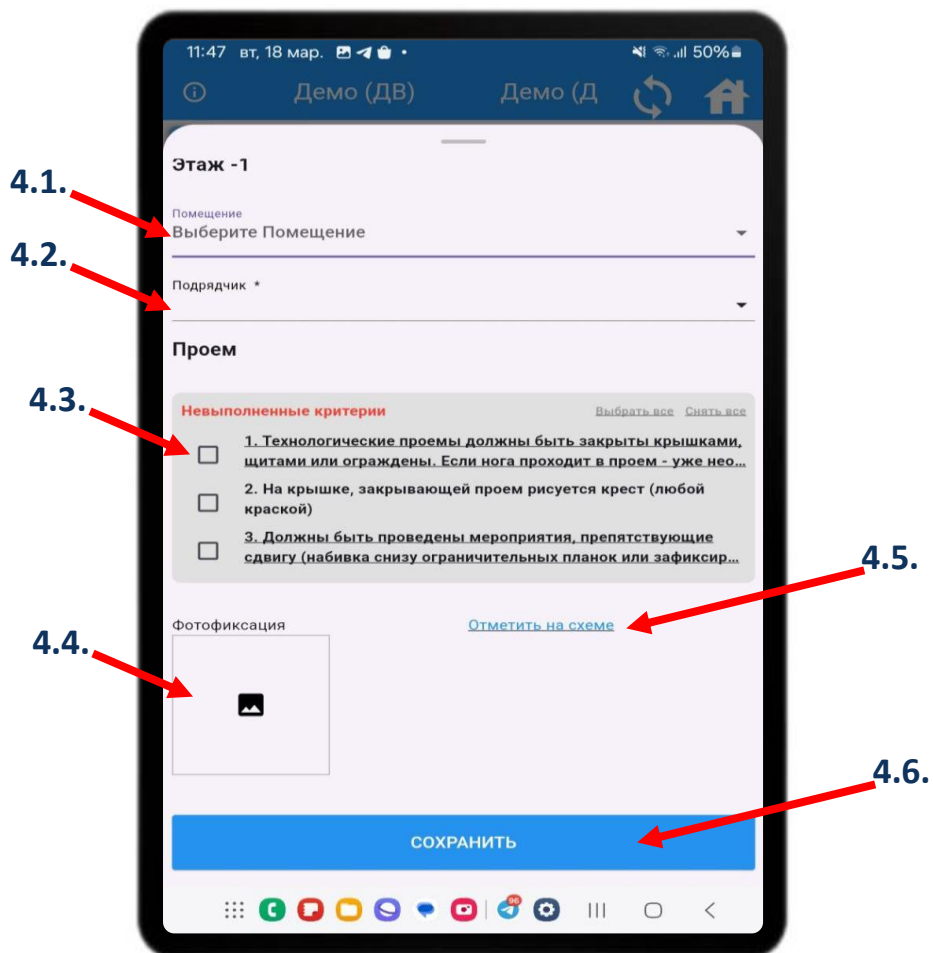 11:47 вт, 18 мар. 50%
Демо (ДВ) Демо (Д
Этаж -1
4.1.
Помещение
Выберите Помещение
4.2.
Подрядчик *
Проем
4.3.
Невыполненные критерии Выбрать все Снять все
1. Технологические проемы должны быть закрыты крышками,
щитами или ограждены. Если нога проходит в проем - уже нео...
2. На крышке, закрывающей проем рисуется крест (любой
краской)
3. Должны быть проведены мероприятия, препятствующие
сдвигу (набивка снизу ограничительных планок или зафиксир...
4.5.
Фотофиксация Отметить на схеме
4.4.
4.6.
СОХРАНИТЬ
96